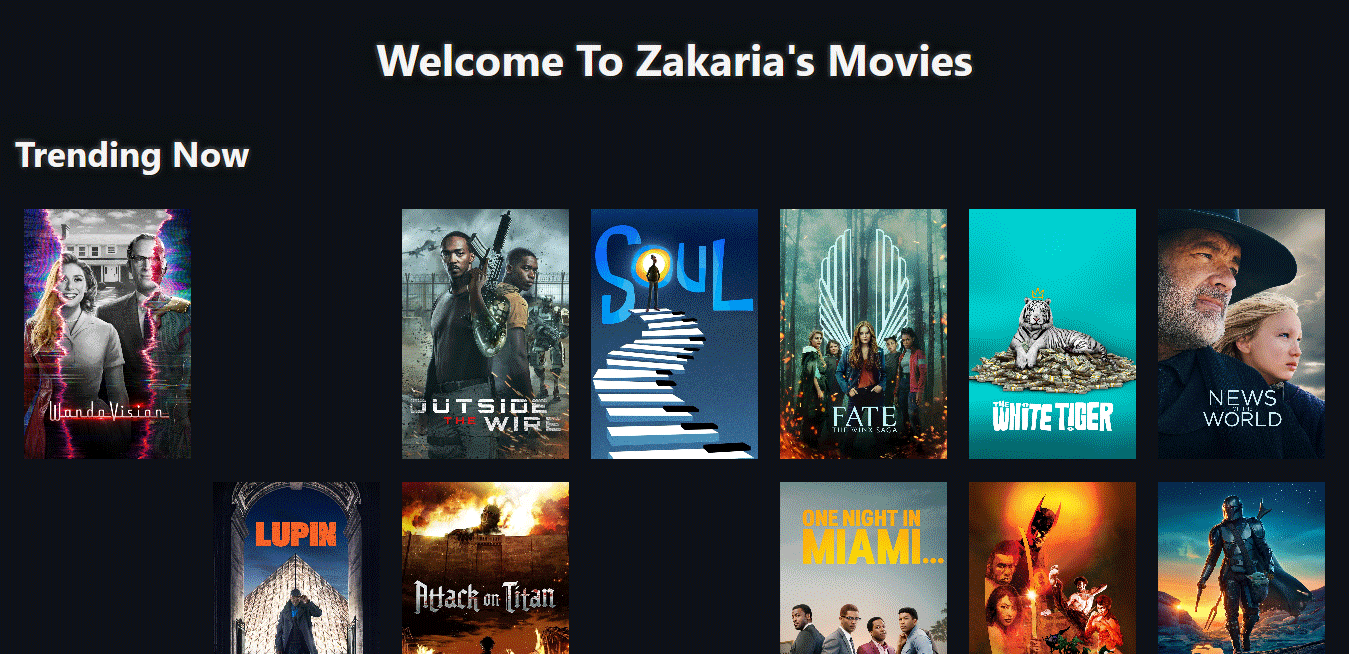 Welcome To Zakaria's Movies
Trending Now
WandaVision
OUTSIDE
THE WIRE
SOUL
FATE
THE WINX SAGA
THE
WHITE TIGER
NEWS
OF THE
WORLD
LUPIN
Attack on Titan
ONE NIGHT IN
MIAMI...